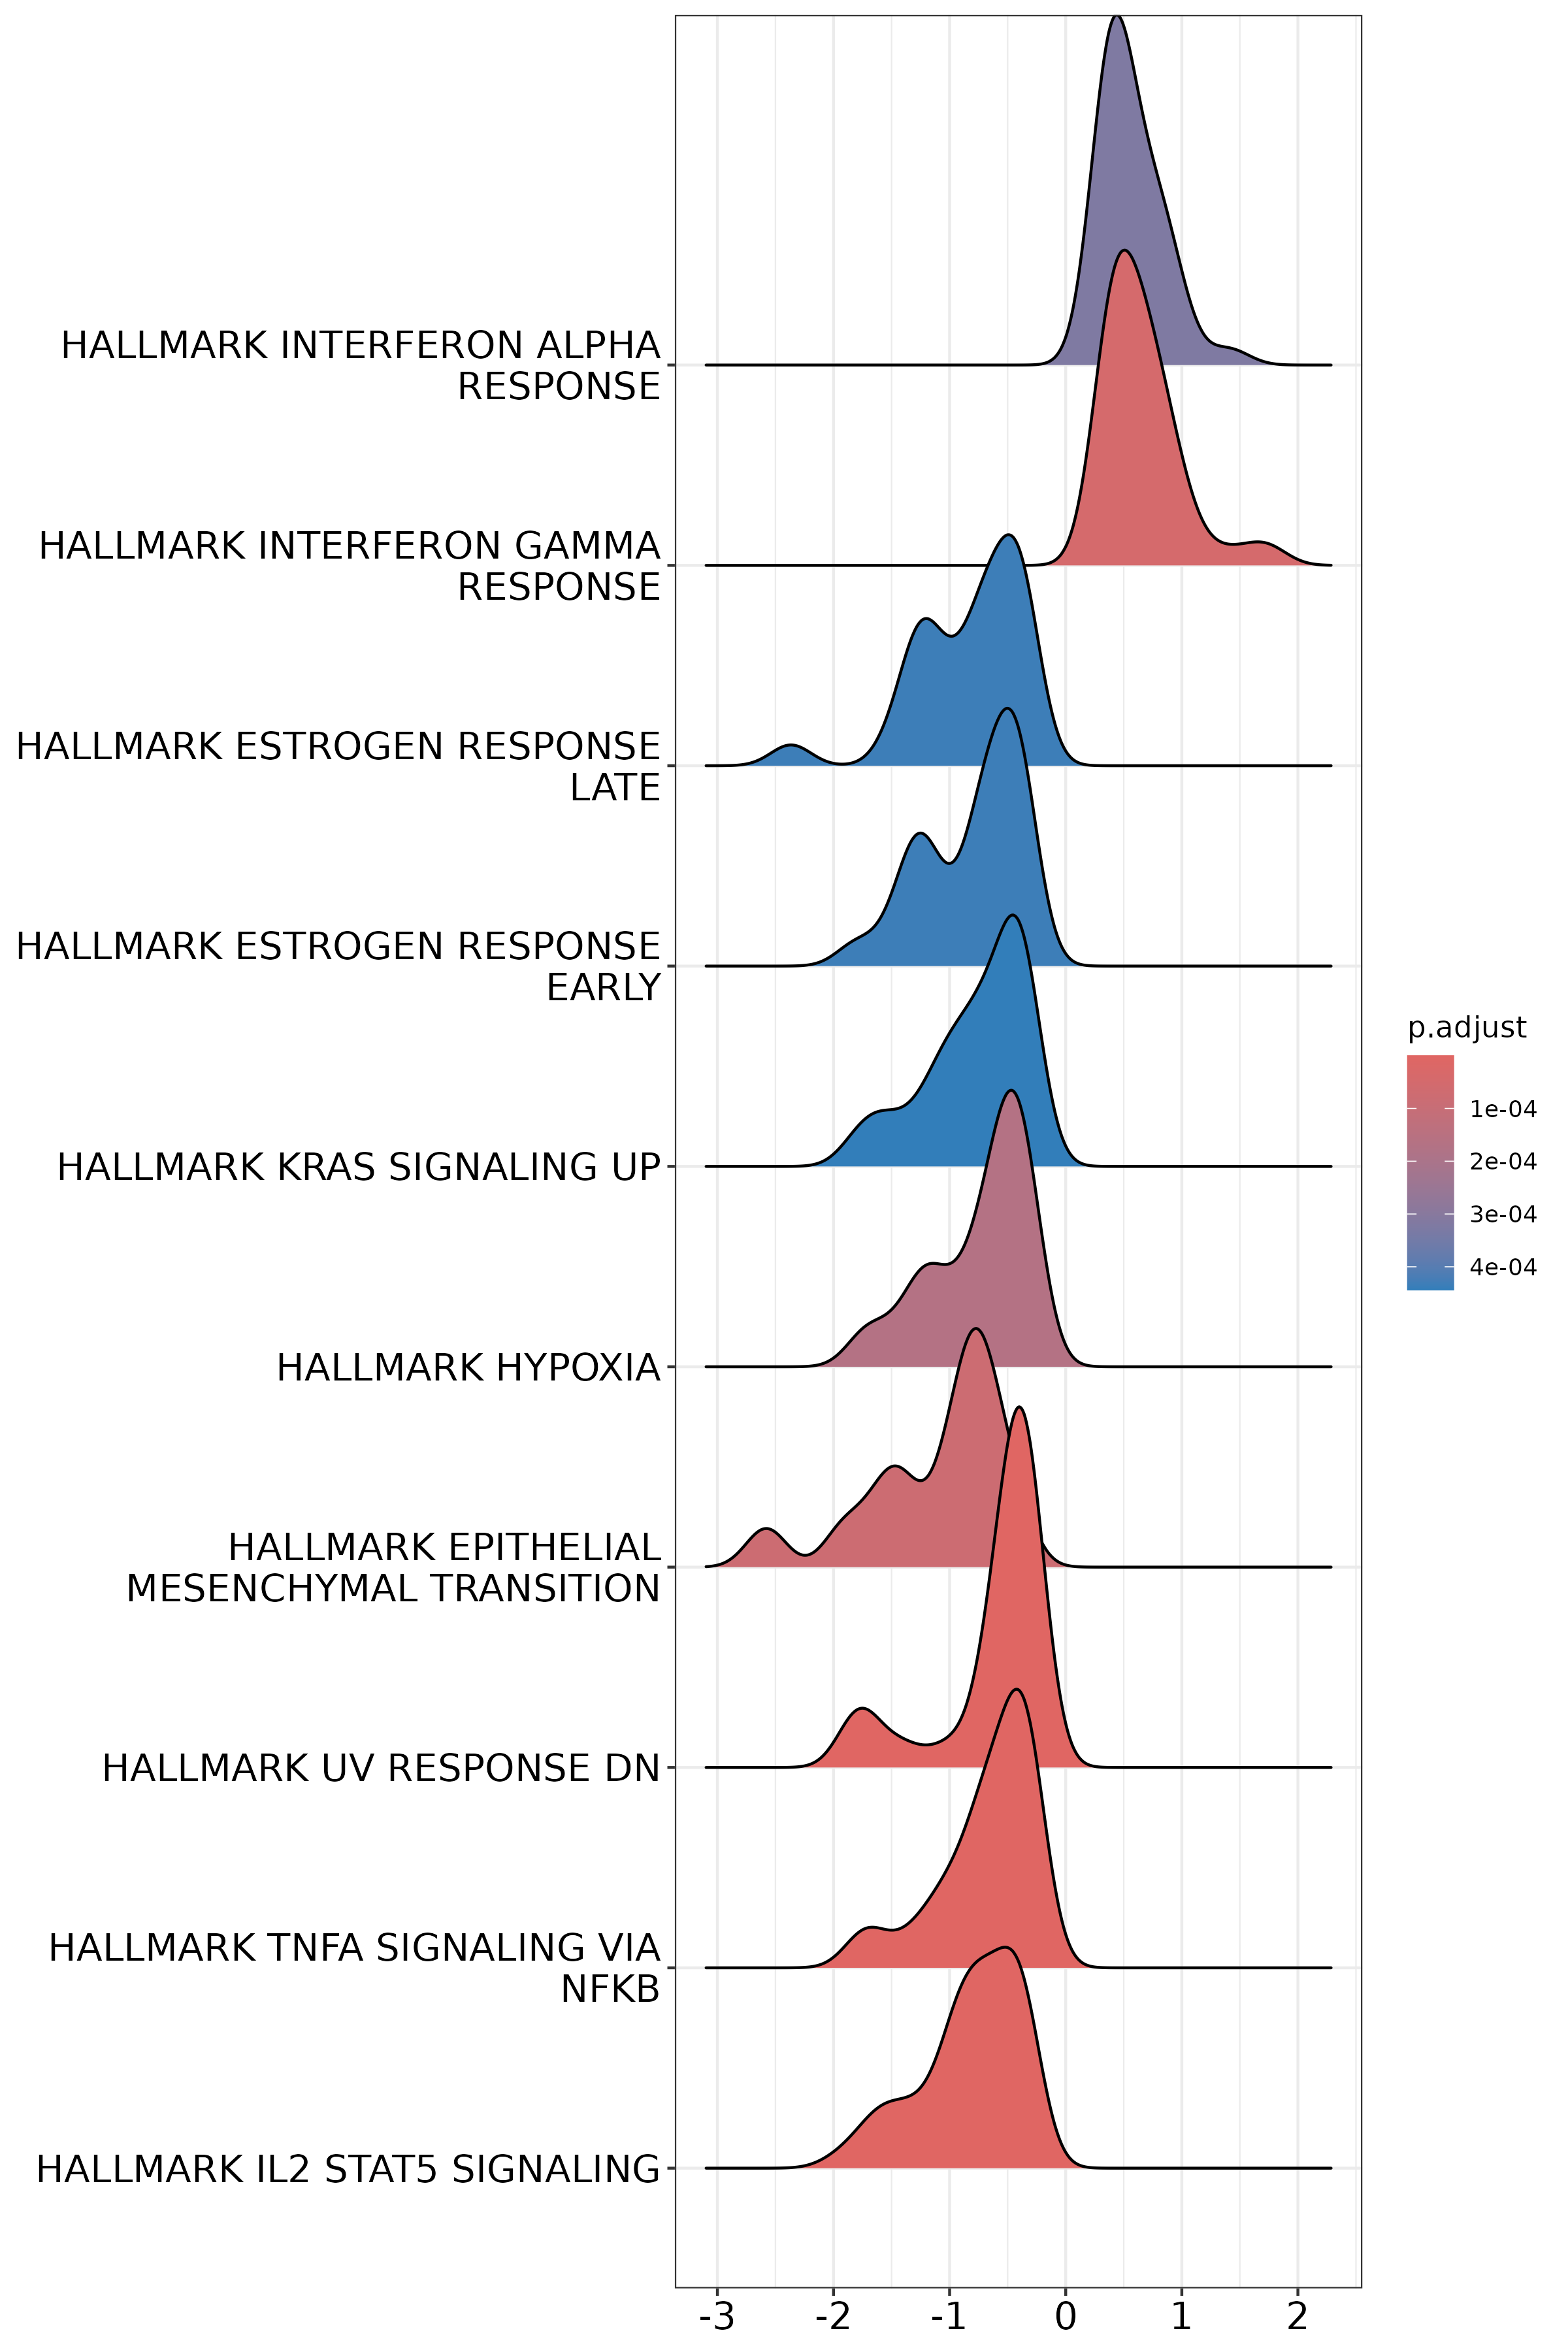 HALLMARK INTERFERON ALPHA
RESPONSE
HALLMARK INTERFERON GAMMA
RESPONSE
HALLMARK ESTROGEN RESPONSE
LATE
HALLMARK ESTROGEN RESPONSE
EARLY
HALLMARK KRAS SIGNALING UP
HALLMARK HYPOXIA
HALLMARK EPITHELIAL
MESENCHYMAL TRANSITION
HALLMARK UV RESPONSE DN
HALLMARK TNFA SIGNALING VIA
NFKB
HALLMARK IL2 STAT5 SIGNALING
-3 -2 -1 0 1 2
p.adjust
1e-04
2e-04
3e-04
4e-04